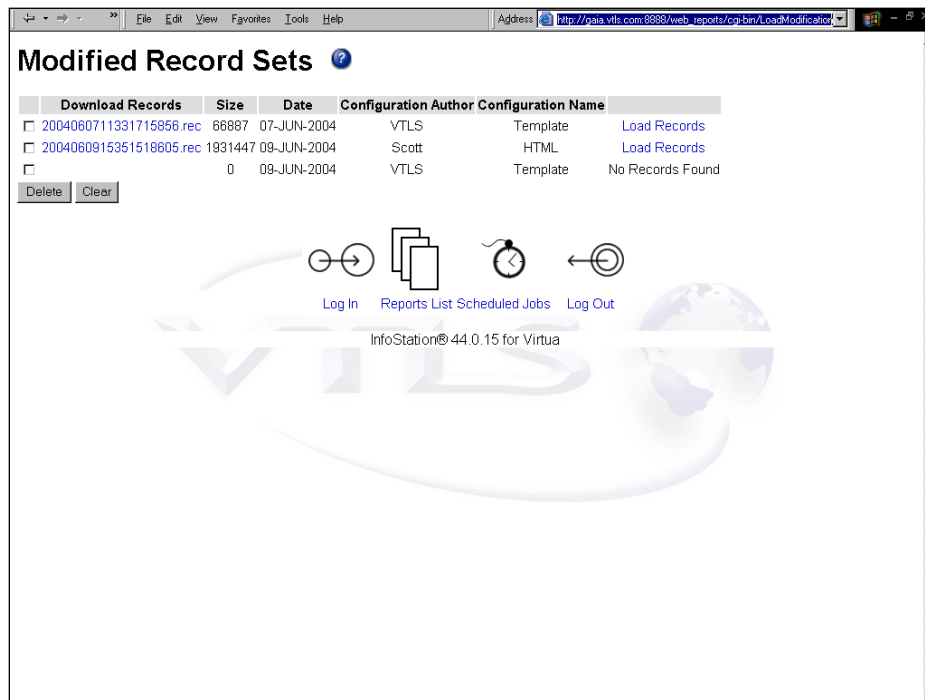 » File Edit View Favorites Tools Help Address http://gaia.vtls.com:8888/web_reports/cgi-bin/LoadModification
Modified Record Sets ?
Download Records Size Date Configuration Author Configuration Name
2004060711331715856.rec 66887 07-JUN-2004 VTLS Template Load Records
2004060915351518605.rec 1931447 09-JUN-2004 Scott HTML Load Records
0 09-JUN-2004 VTLS Template No Records Found
Delete Clear
Log In Reports List Scheduled Jobs Log Out
InfoStation® 44.0.15 for Virtua
VTLS